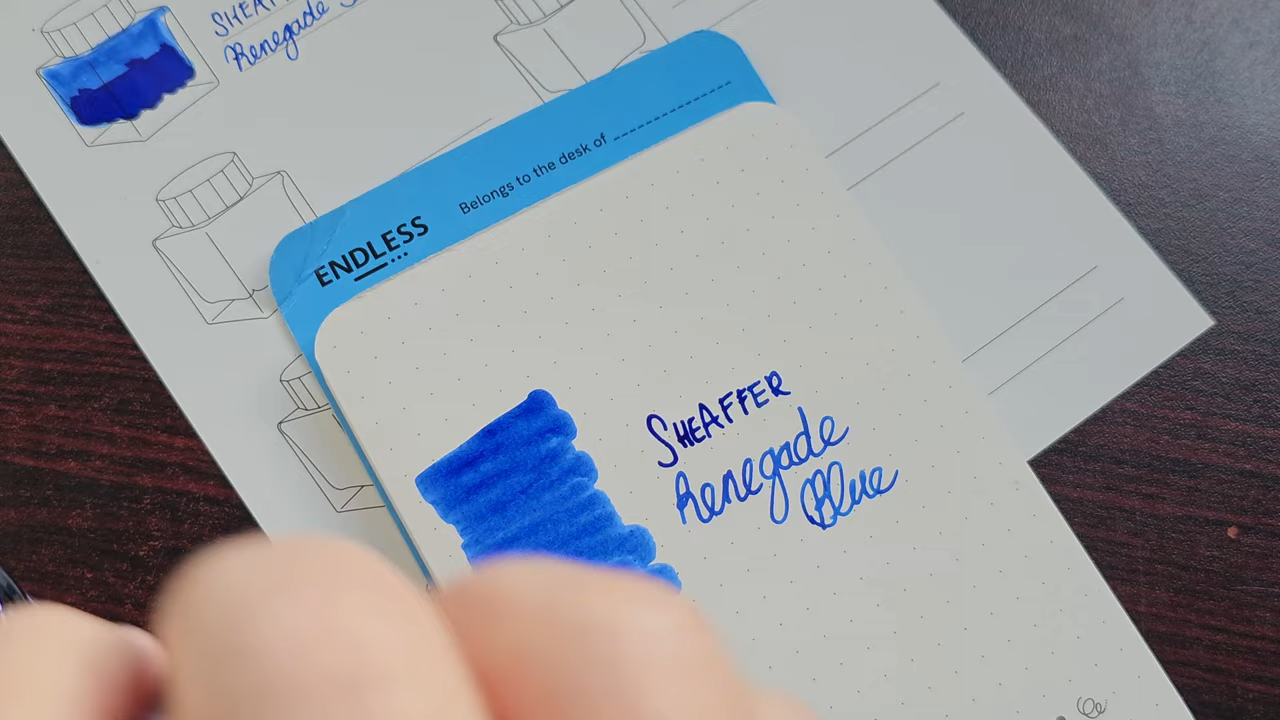 SHEAFFER
Renegade
Belongs to the desk of
ENDLESS
SHEAFFER
Renegade
Blue